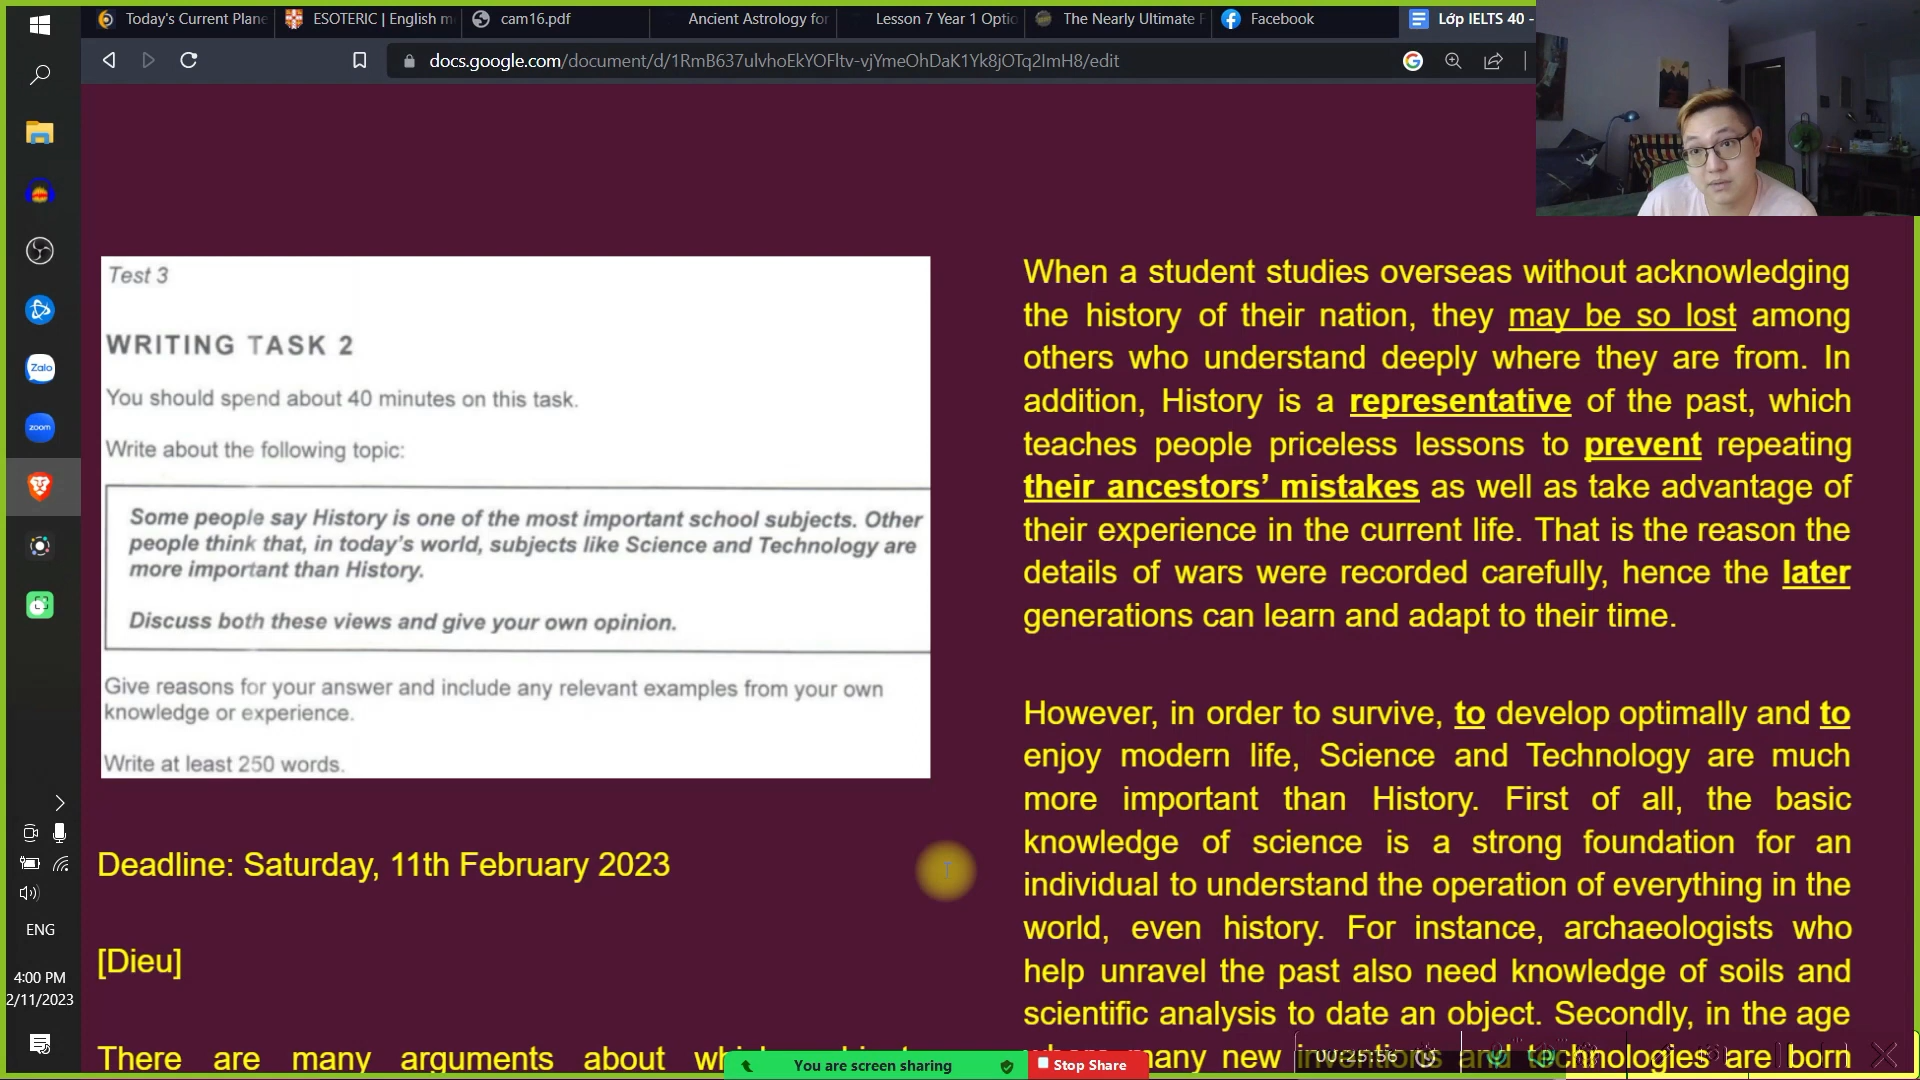 Today's Current Plane
ESOTERIC | English m
cam16.pdf
Ancient Astrology for
Lesson 7 Year 1 Optio
The Nearly Ultimate F
Facebook
Lớp IELTS 40 -
docs.google.com/document/d/1RmB637ulvhoEkYOFltv-vjYmeOhDaK1Yk8jOTq2ImH8/edit
Zalo
zoom
ENG
4:00 PM
2/11/2023
Test 3
WRITING TASK 2
You should spend about 40 minutes on this task.
Write about the following topic:
Some people say History is one of the most important school subjects. Other
people think that, in today's world, subjects like Science and Technology are
more important than History.
Discuss both these views and give your own opinion.
Give reasons for your answer and include any relevant examples from your own
knowledge or experience.
Write at least 250 words.
Deadline: Saturday, 11th February 2023
[Dieu]
There are many arguments about
When a student studies overseas without acknowledging
the history of their nation, they may be so lost among
others who understand deeply where they are from. In
addition, History is a representative of the past, which
teaches people priceless lessons to prevent repeating
their ancestors' mistakes as well as take advantage of
their experience in the current life. That is the reason the
details of wars were recorded carefully, hence the later
generations can learn and adapt to their time.
However, in order to survive, to develop optimally and to
enjoy modern life, Science and Technology are much
more important than History. First of all, the basic
knowledge of science is a strong foundation for an
individual to understand the operation of everything in the
world, even history. For instance, archaeologists who
help unravel the past also need knowledge of soils and
scientific analysis to date an object. Secondly, in the age
many new inventions and technologies are born
You are screen sharing
Stop Share
00:25:56